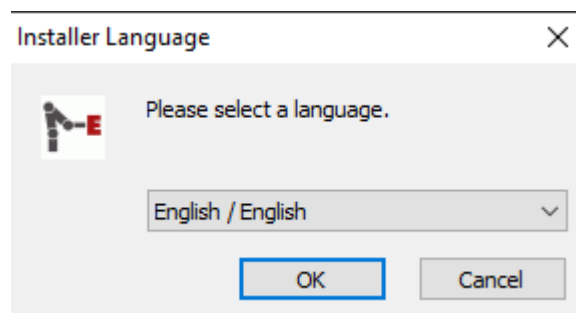 Installer Language
E
Please select a language.
English / English
OK
Cancel